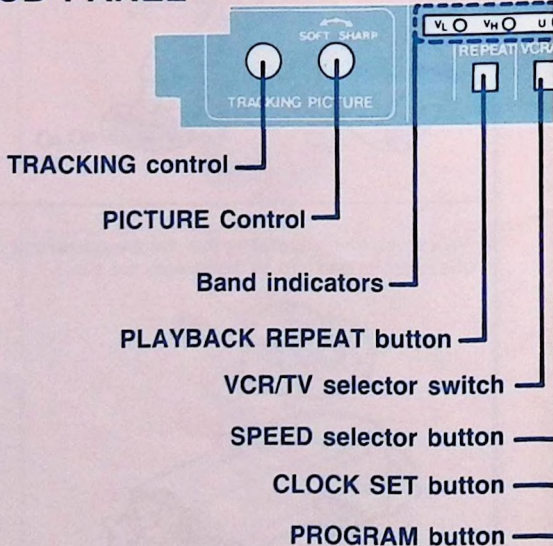 SOFT SHARP
VL VH U
REPEAT VCR/
TRACKING PICTURE
TRACKING control
PICTURE Control
Band indicators
PLAYBACK REPEAT button
VCR/TV selector switch
SPEED selector button
CLOCK SET button
PROGRAM button